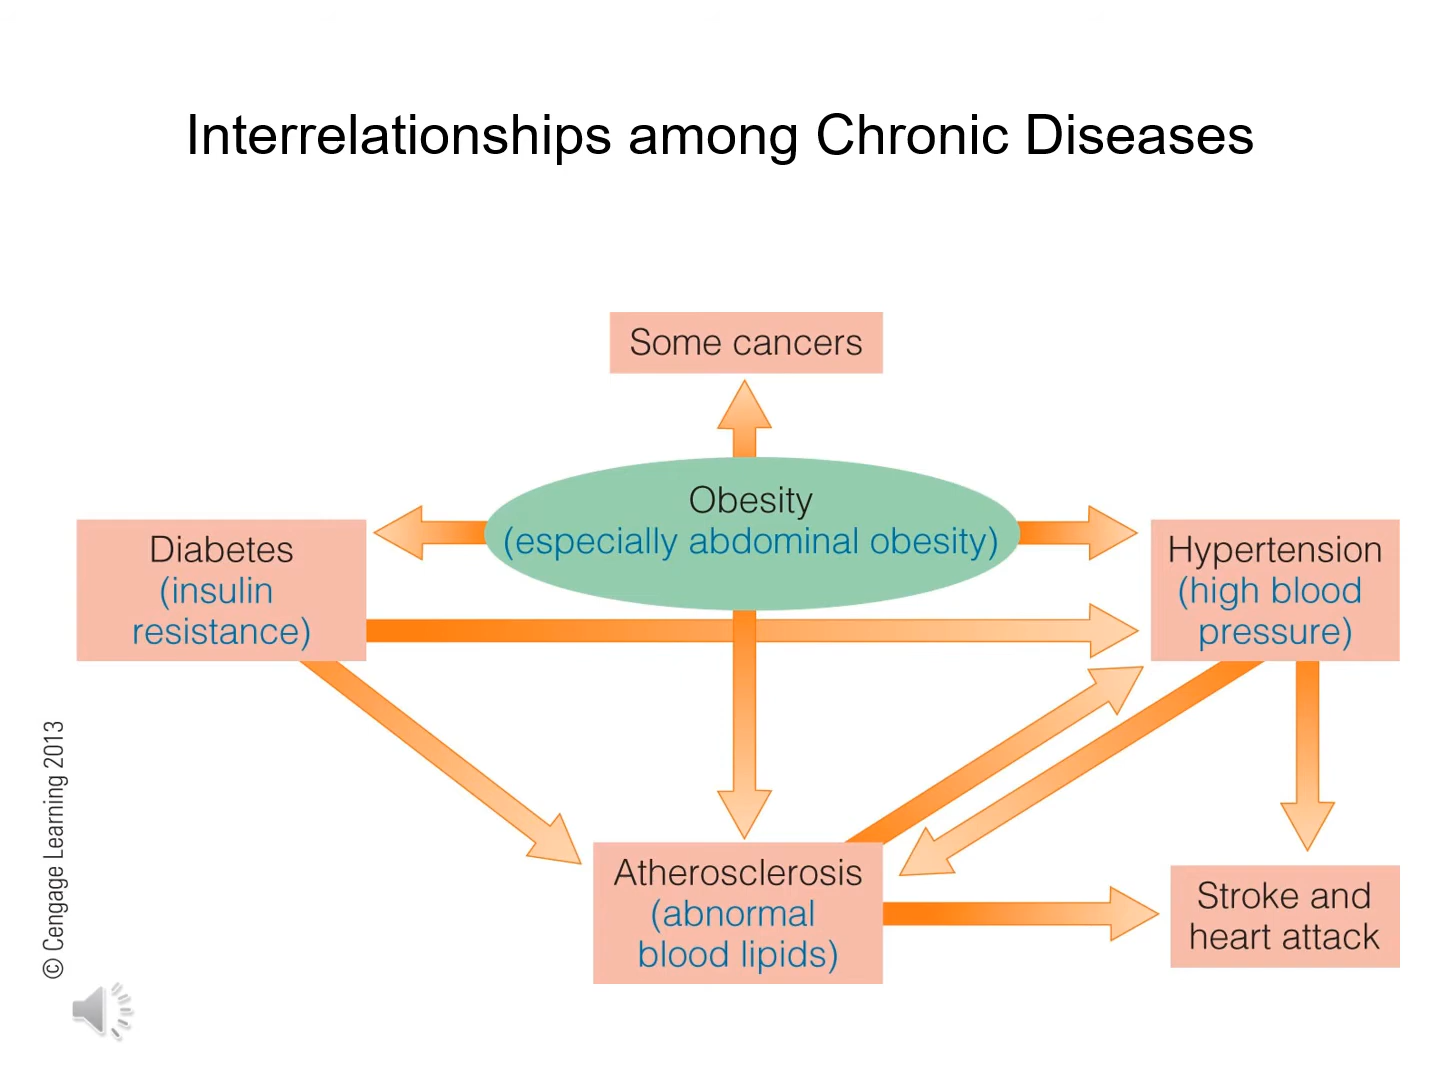 Interrelationships among Chronic Diseases
Some cancers
Obesity
(especially abdominal obesity)
Diabetes
(insulin
resistance)
Hypertension
(high blood
pressure)
Atherosclerosis
(abnormal
blood lipids)
Stroke and
heart attack
© Cengage Learning 2013